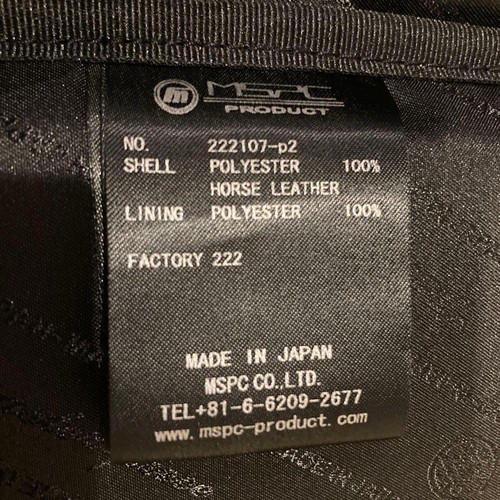 m MSPC
PRODUCT
NO. 222107-p2
SHELL POLYESTER 100%
HORSE LEATHER
LINING POLYESTER 100%
FACTORY 222
MADE IN JAPAN
MSPC CO.,LTD.
TEL+81-6-6209-2677
www.mspc-product.com